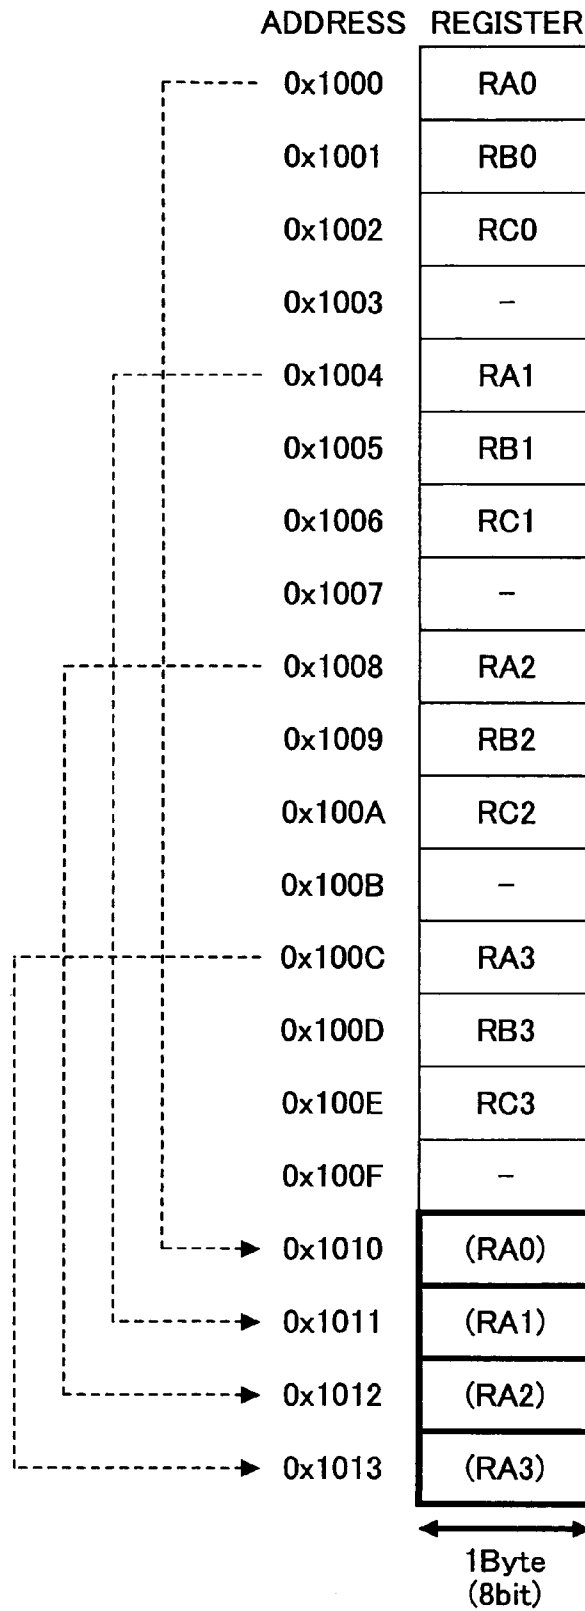 ADDRESS REGISTER
0x1000 RA0
0x1001 RB0
0x1002 RC0
0x1003 –
0x1004 RA1
0x1005 RB1
0x1006 RC1
0x1007 –
0x1008 RA2
0x1009 RB2
0x100A RC2
0x100B –
0x100C RA3
0x100D RB3
0x100E RC3
0x100F –
0x1010 (RA0)
0x1011 (RA1)
0x1012 (RA2)
0x1013 (RA3)
1Byte
(8bit)